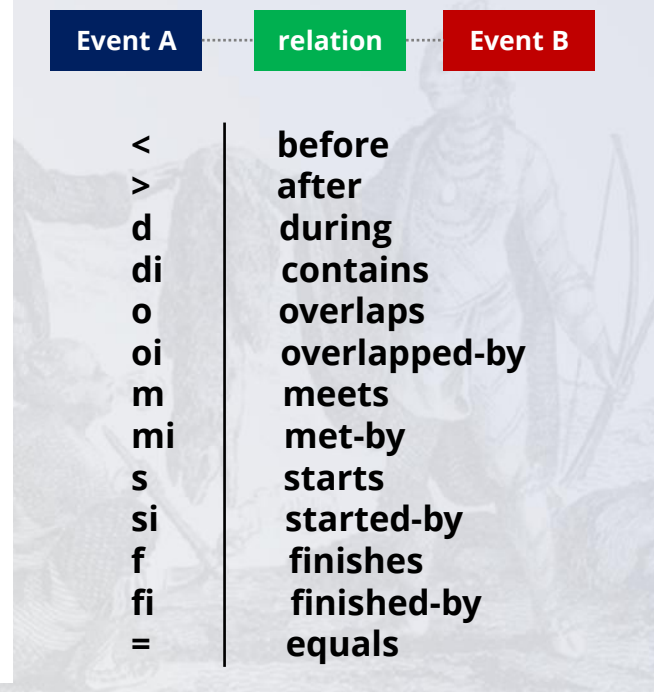 Event A relation Event B
< before
> after
d during
di contains
o overlaps
oi overlapped-by
m meets
mi met-by
s starts
si started-by
f finishes
fi finished-by
= equals